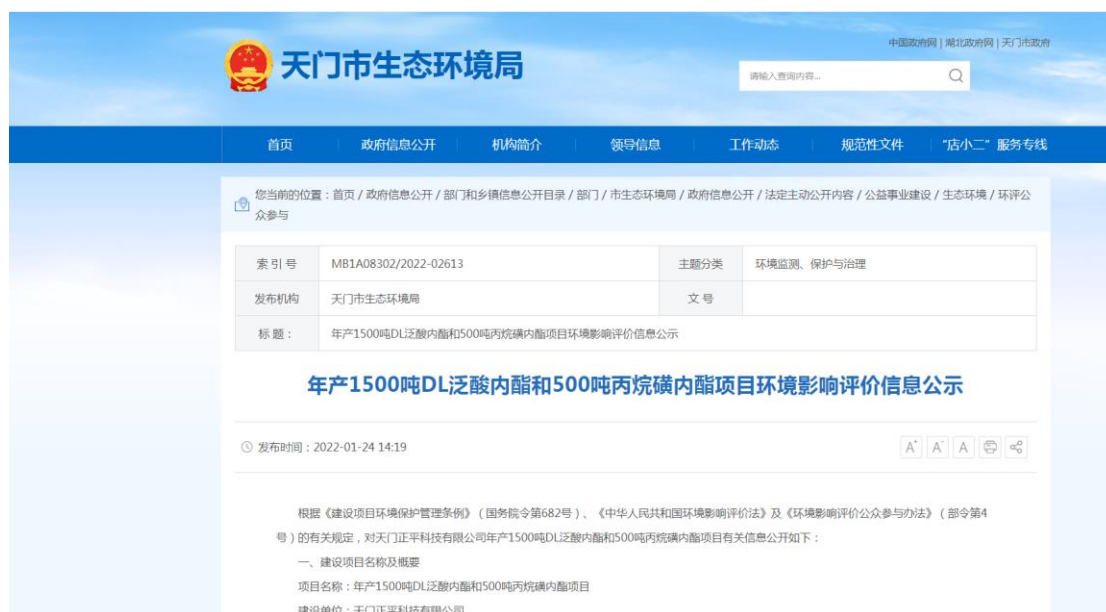 中国政府网 | 湖北政府网 | 天门市政府
天门市生态环境局
请输入查询内容...
首页 政府信息公开 机构简介 领导信息 工作动态 规范性文件 “店小二”服务专线
您当前的位置：首页 / 政府信息公开 / 部门和乡镇信息公开目录 / 部门 / 市生态环境局 / 政府信息公开 / 法定主动公开内容 / 公益事业建设 / 生态环境 / 环评公
众参与
索 引 号 MB1A08302/2022-02613 主题分类 环境监测、保护与治理
发布机构 天门市生态环境局 文 号
标 题： 年产1500吨DL泛酸内酯和500吨丙烷磺内酯项目环境影响评价信息公示
年产1500吨DL泛酸内酯和500吨丙烷磺内酯项目环境影响评价信息公示
发布时间：2022-01-24 14:19 A+ A- A
根据《建设项目环境保护管理条例》（国务院令第682号）、《中华人民共和国环境影响评价法》及《环境影响评价公众参与办法》（部令第4
号）的有关规定，对天门正平科技有限公司年产1500吨DL泛酸内酯和500吨丙烷磺内酯项目有关信息公开如下：
一、建设项目名称及概要
项目名称：年产1500吨DL泛酸内酯和500吨丙烷磺内酯项目
建设单位：天门正平科技有限公司